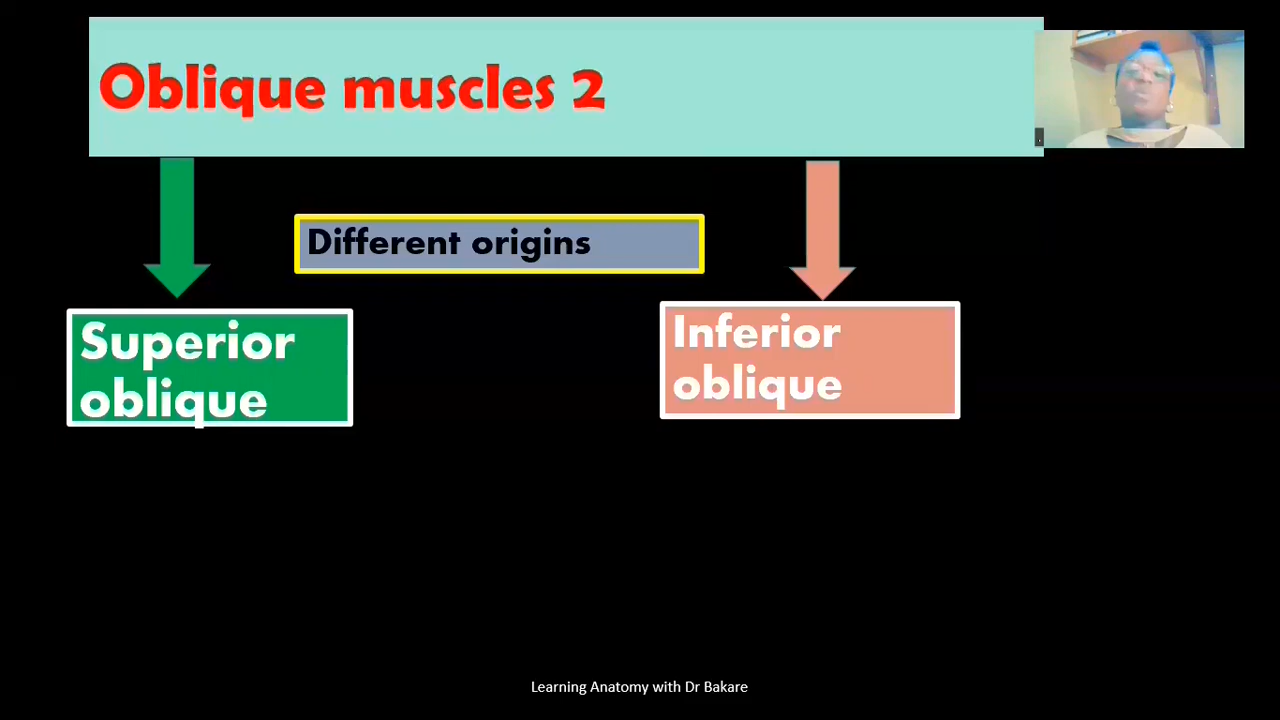 Oblique muscles 2
Different origins
Superior
oblique
Inferior
oblique
Learning Anatomy with Dr Bakare